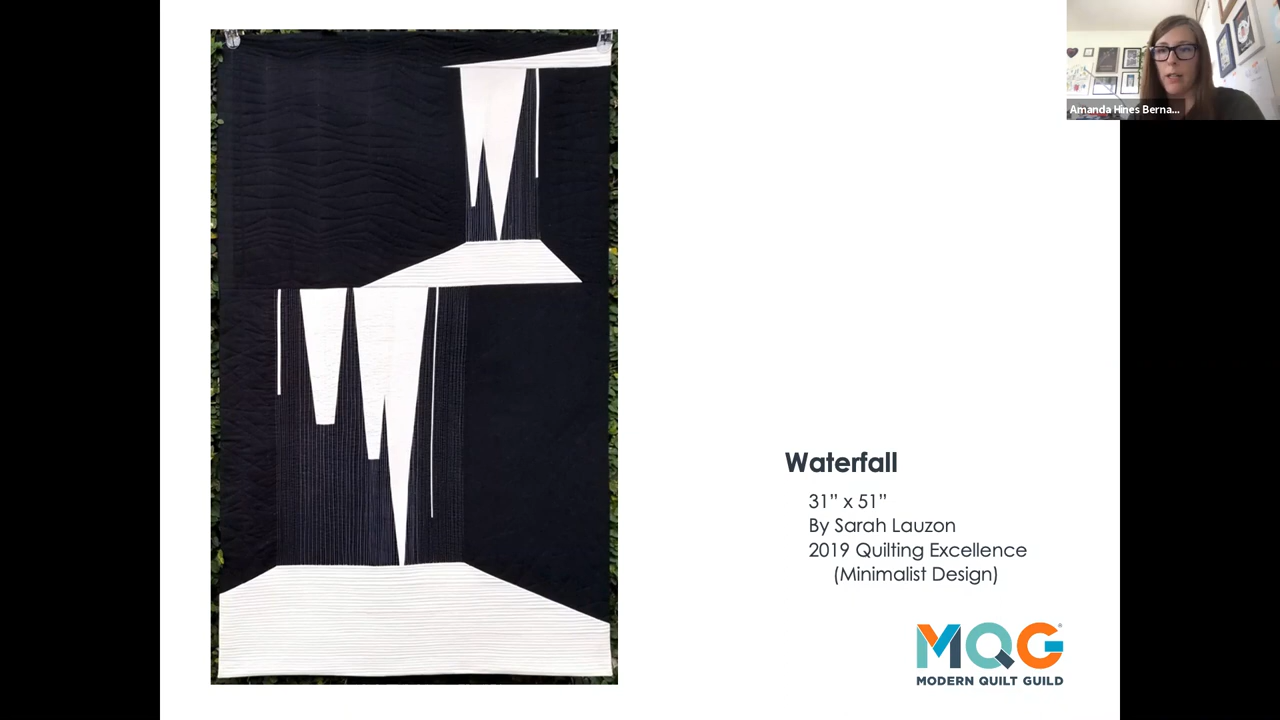 Amanda Hines Berna...
Waterfall
31” x 51”
By Sarah Lauzon
2019 Quilting Excellence
(Minimalist Design)
MQG®
MODERN QUILT GUILD